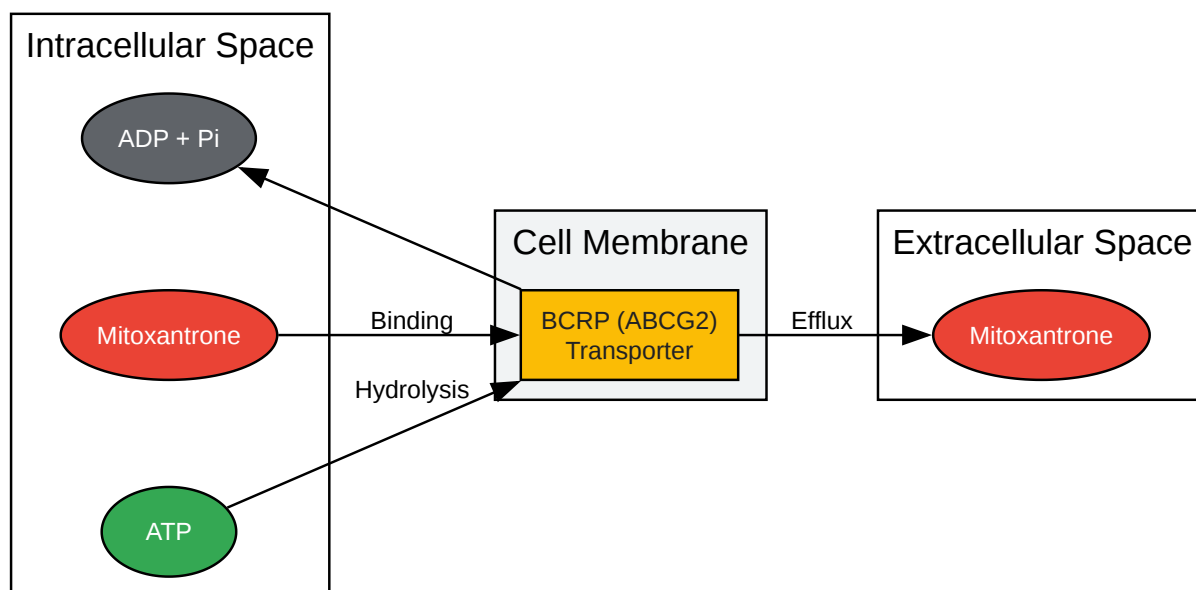 Intracellular Space
ADP + Pi
Mitoxantrone
ATP
Binding
Hydrolysis
Cell Membrane
BCRP (ABCG2)
Transporter
Efflux
Extracellular Space
Mitoxantrone